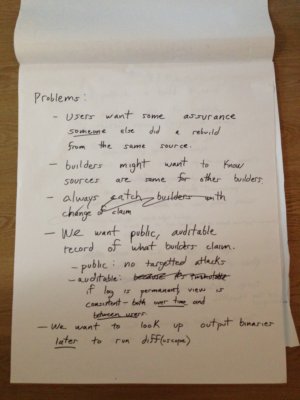 Problems:
- Users want some assurance
someone else did a rebuild
from the same source.
- builders might want to know
sources are same for other builders.
- always catch builders with
change of claim
- We want public, auditable
record of what builders claim.
- public: no targetted attacks
- auditable: because it's
if log is permanent, view is
consistent - both over time and
between users.
- We want to look up output binaries
later to run diff(oscope)